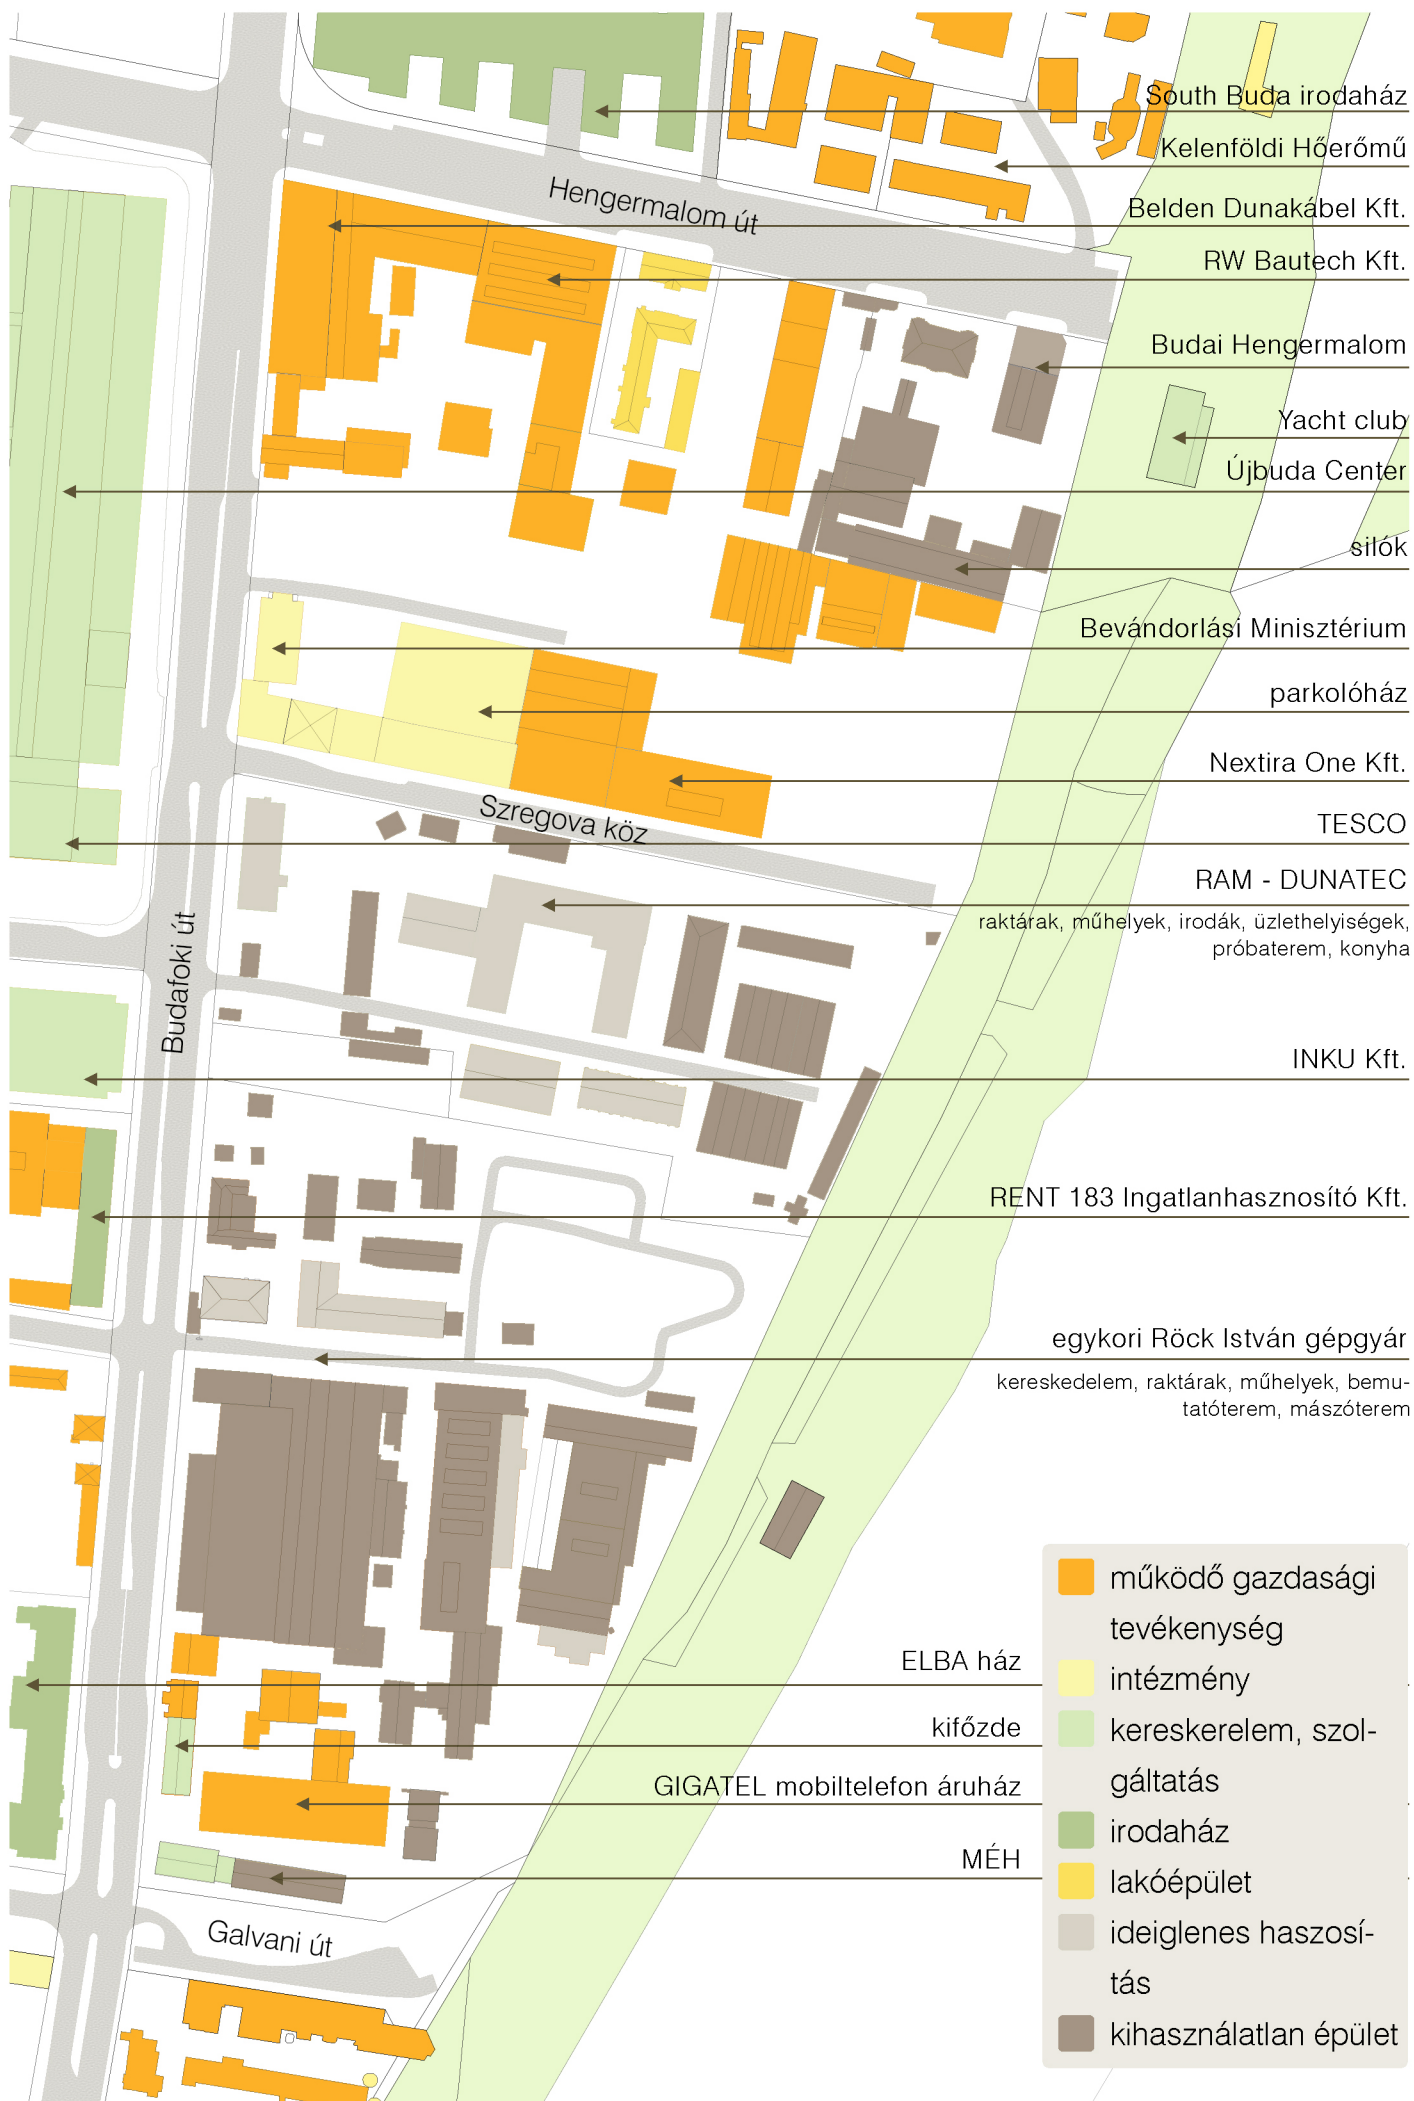 South Buda irodaház
Kelenföldi Hőerőmű
Hengermalom út
Belden Dunakábel Kft.
RW Bautech Kft.
Budai Hengermalom
Yacht club
Újbuda Center
silók
Bevándorlási Minisztérium
parkolóház
Nextira One Kft.
Szregova köz
TESCO
RAM - DUNATEC
raktárak, műhelyek, irodák, üzlethelyiségek,
próbaterem, konyha
Budafoki út
INKU Kft.
RENT 183 Ingatlanhasznosító Kft.
egykori Röck István gépgyár
kereskedelem, raktárak, műhelyek, bemu-
tatóterem, mászóterem
ELBA ház
kifőzde
GIGATEL mobiltelefon áruház
MÉH
Galvani út
működő gazdasági
tevékenység
intézmény
kereskerelem, szol-
gáltatás
irodaház
lakóépület
ideiglenes haszosí-
tás
kihasználatlan épület